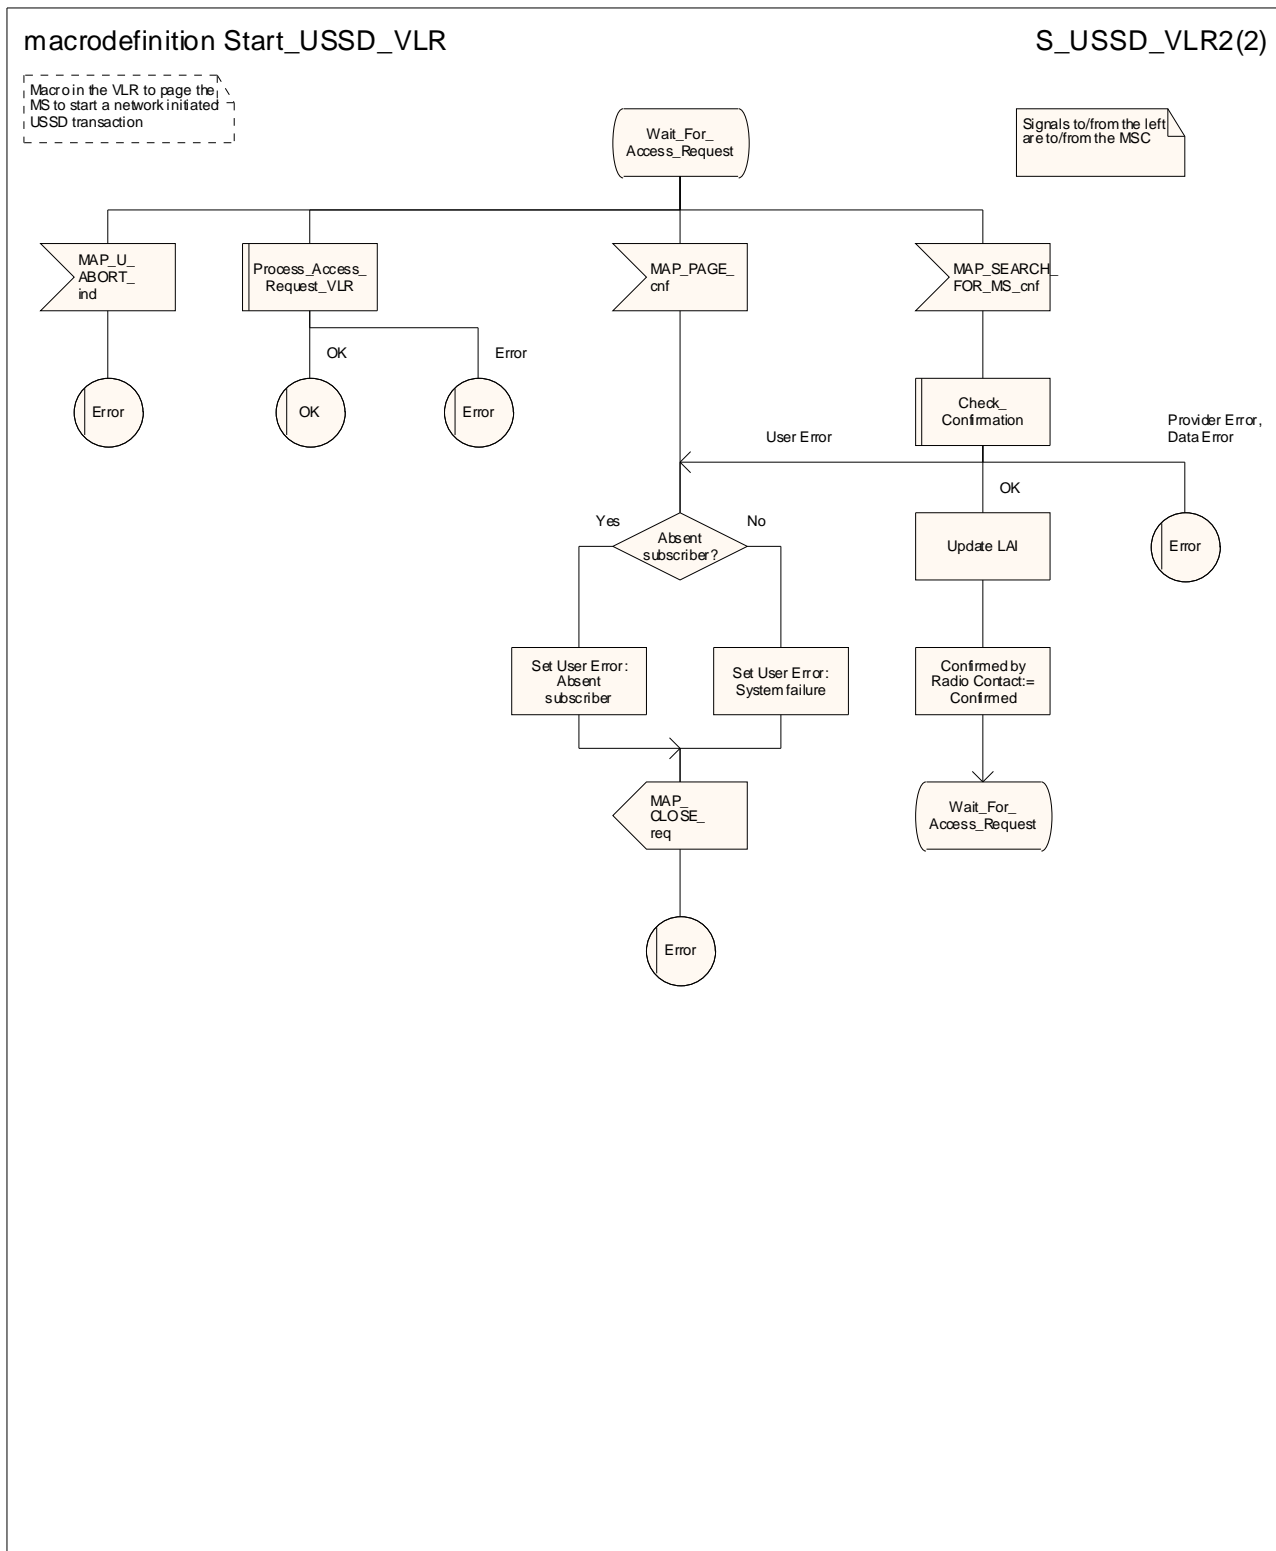 macrodefinition Start_USSD_VLR
S_USSD_VLR2(2)
Macro in the VLR to page the
MS to start a network initiated
USSD transaction
Wait_For_
Access_Request
Signals to/from the left
are to/from the MSC
MAP_U_
ABORT_
ind
Process_Access_
Request_VLR
MAP_PAGE_
cnf
MAP_SEARCH_
FOR_MS_cnf
OK
Error
Error
OK
Error
Check_
Confirmation
User Error
Provider Error,
Data Error
OK
Yes
No
Absent
subscriber?
Update LAI
Error
Set User Error:
Absent
subscriber
Set User Error:
System failure
Confirmed by
Radio Contact:=
Confirmed
MAP_
CLOSE_
req
Wait_For_
Access_Request
Error